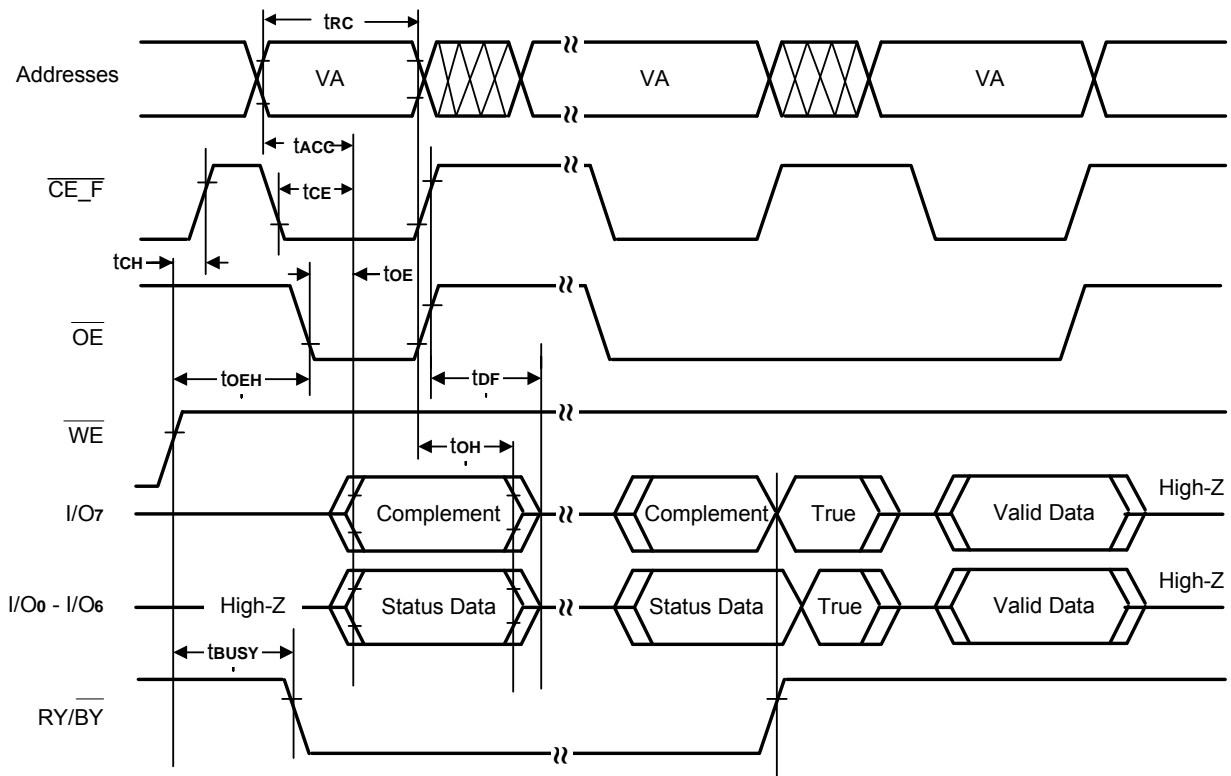 tRC
Addresses VA VA VA
tACC
CE_F tCE
tCH tOE
OE
tOEH tDF
WE
tOH
I/O7 Complement Complement True Valid Data High-Z
I/O0 - I/O6 High-Z Status Data Status Data True Valid Data High-Z
tBUSY
RY/BY